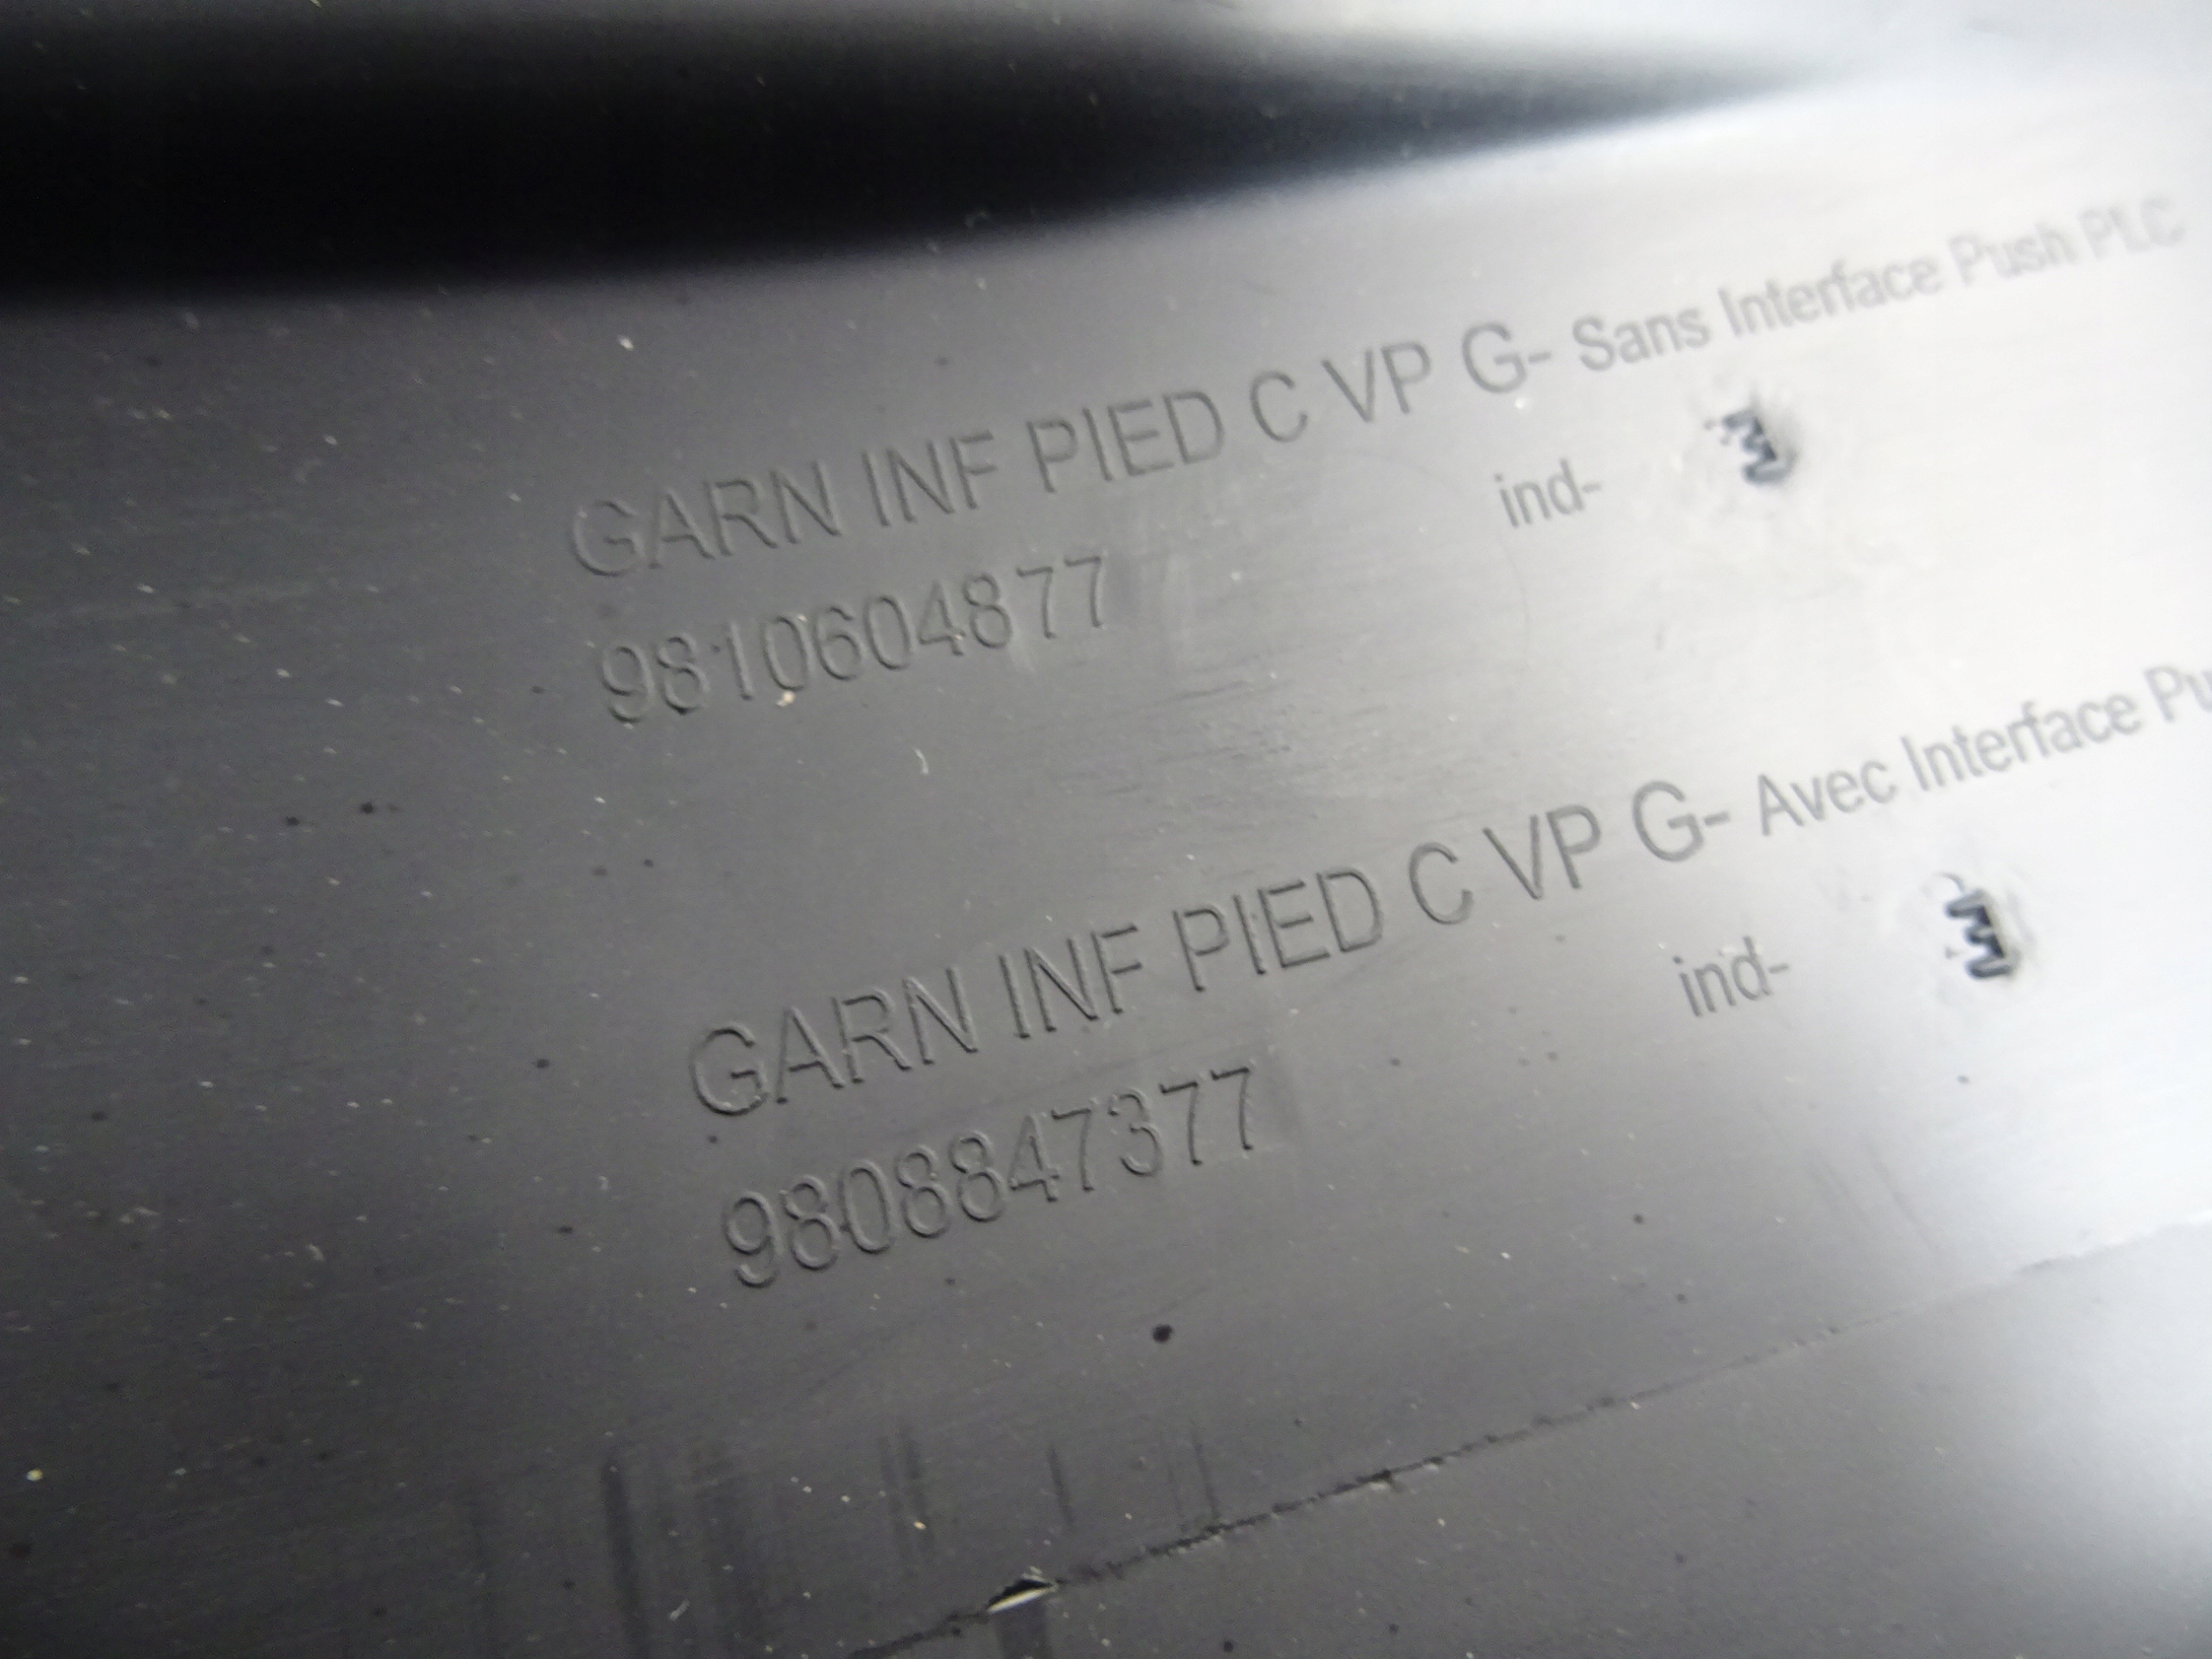 GARN INF PIED C VP G- Sans Interface Push PLC
ind- 3
9810604877
GARN INF PIED C VP G- Avec Interface Pu
ind- 3
9808847377